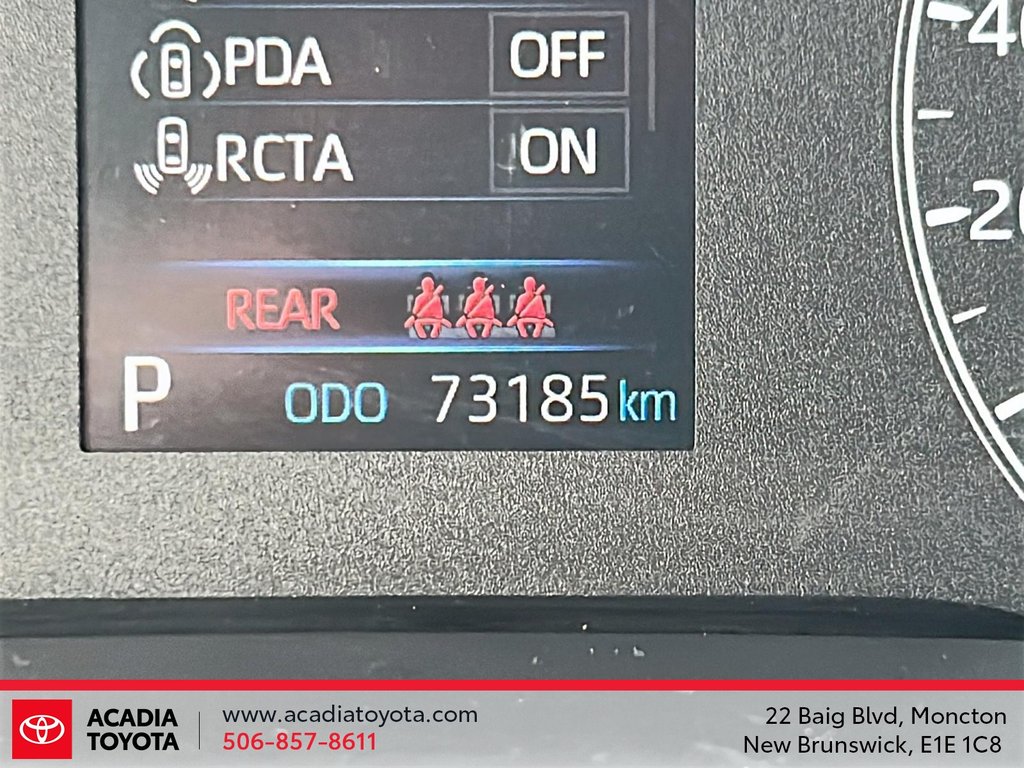 PDA OFF
RCTA ON
REAR
P ODO 73185 km
20
ACADIA
TOYOTA
www.acadiatoyota.com
506-857-8611
22 Baig Blvd, Moncton
New Brunswick, E1E 1C8